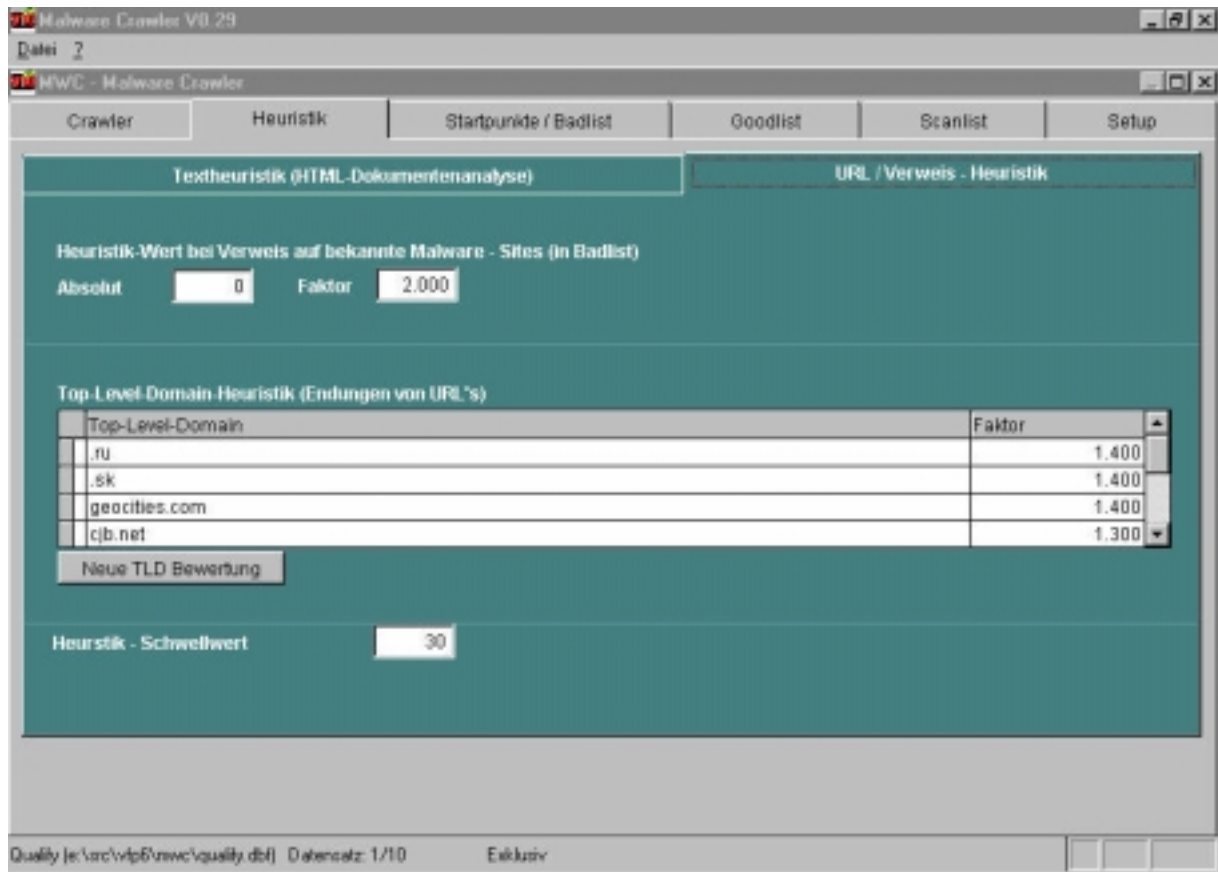 Malware Crawler V0.29
Datei ?
MWC - Malware Crawler
Crawler Heuristik Startpunkte / Badlist Goodlist Scanlist Setup
Textheuristik (HTML-Dokumentenanalyse) URL / Verweis - Heuristik
Heuristik-Wert bei Verweis auf bekannte Malware - Sites (in Badlist)
Absolut 0 Faktor 2.000
Top-Level-Domain-Heuristik (Endungen von URL's)
Top-Level-Domain Faktor
.ru 1.400
.sk 1.400
geocities.com 1.400
cjb.net 1.300
Neue TLD Bewertung
Heurstik - Schwellwert 30
Qualify (e:\src\vfp6\mwc\qualify.dbf) Datensatz: 1/10 Exklusiv